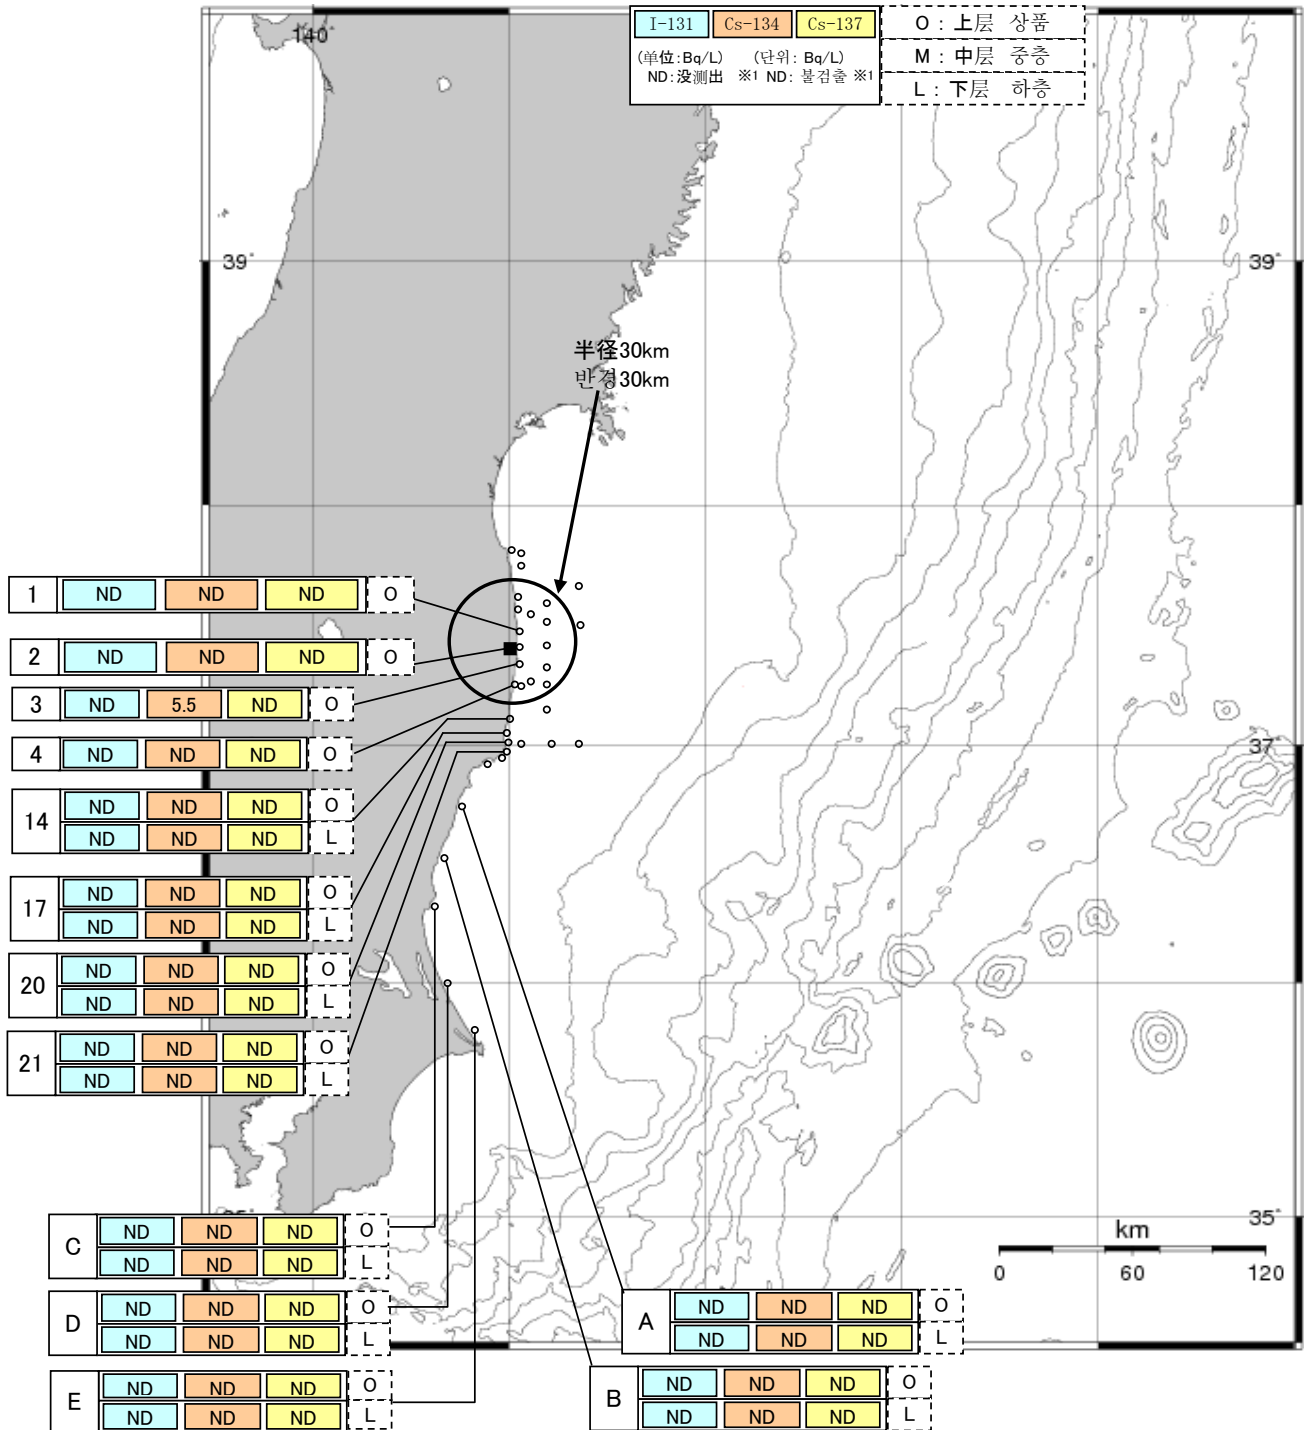 140°
I-131 Cs-134 Cs-137
(单位:Bq/L) (단위: Bq/L)
ND:没测出 ※1 ND: 불검출 ※1
O : 上层 상품
M : 中层 중층
L : 下层 하층
39° 39°
半径30km
반경30km
1 ND ND ND O
2 ND ND ND O
3 ND 5.5 ND O
4 ND ND ND O
37°
14 ND ND ND O
ND ND ND L
17 ND ND ND O
ND ND ND L
20 ND ND ND O
ND ND ND L
21 ND ND ND O
ND ND ND L
35°
C ND ND ND O
ND ND ND L
km
0 60 120
D ND ND ND O
ND ND ND L
A ND ND ND O
ND ND ND L
E ND ND ND O
ND ND ND L
B ND ND ND O
ND ND ND L